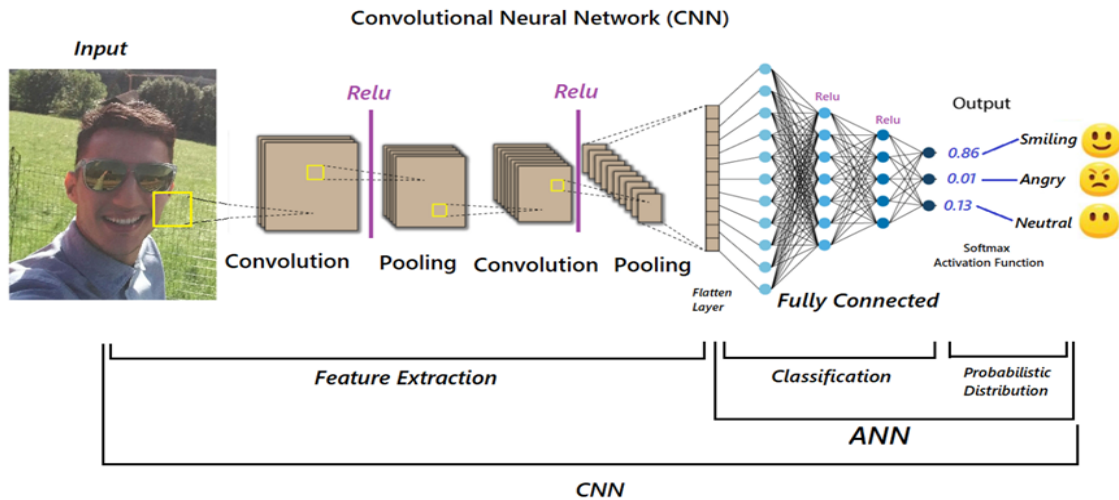 Convolutional Neural Network (CNN)
Input
Relu
Relu
Relu
Relu
Output
0.86
Smiling
0.01
Angry
0.13
Neutral
Softmax
Activation Function
Convolution
Pooling
Convolution
Pooling
Flatten
Layer
Fully Connected
Feature Extraction
Classification
Probabilistic
Distribution
ANN
CNN